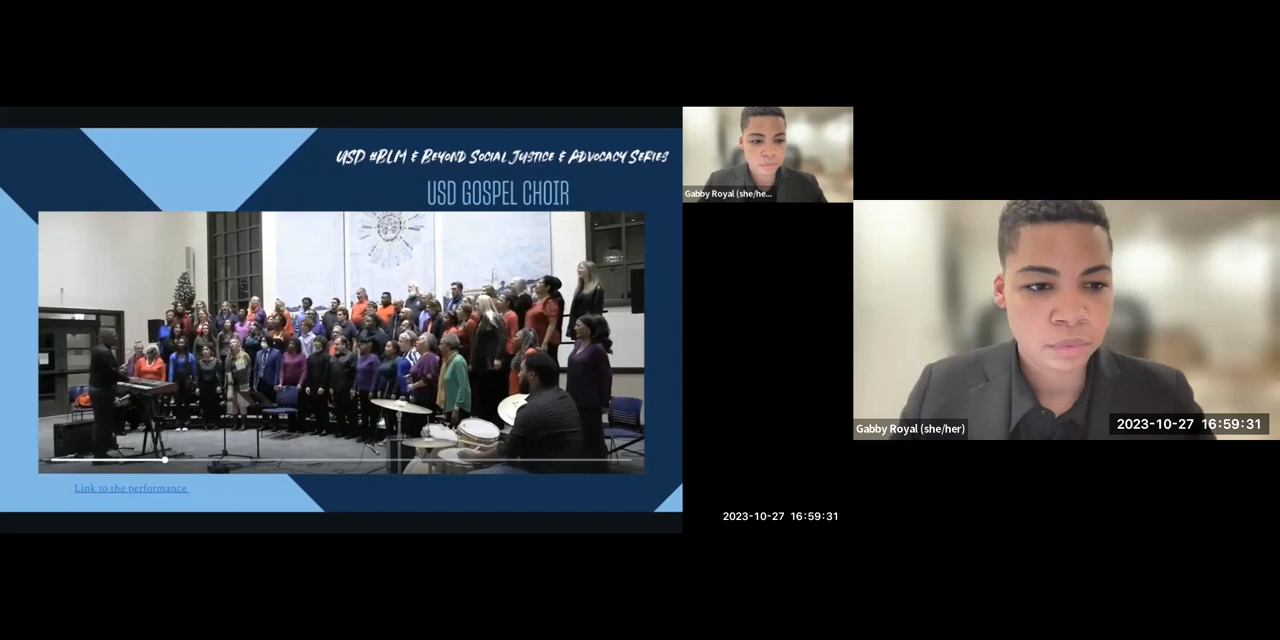 USD #BLM & BEYOND SOCIAL JUSTICE & ADVOCACY SERIES
USD GOSPEL CHOIR
Link to the performance
Gabby Royal (she/he...
2023-10-27 16:59:31
Gabby Royal (she/her)
2023-10-27 16:59:31